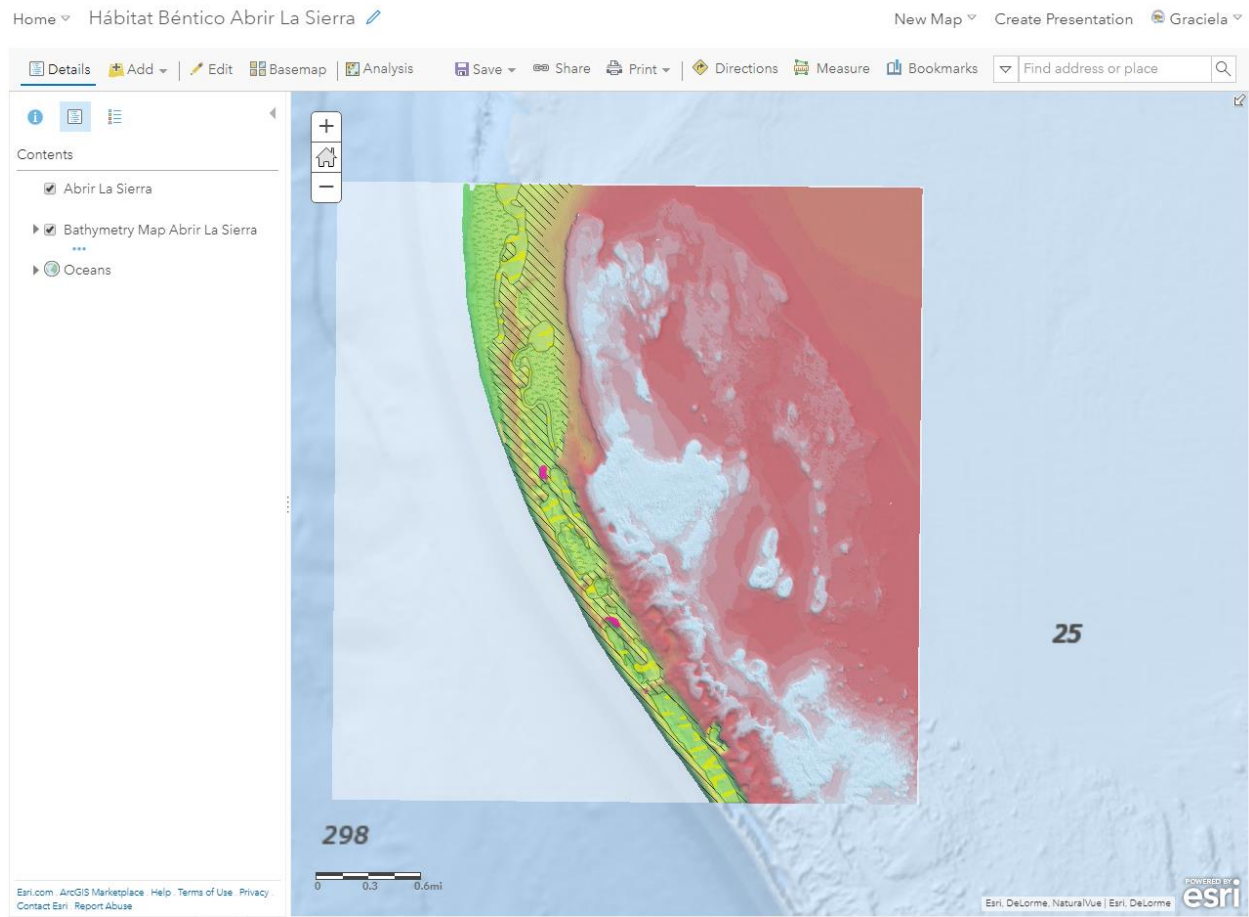 Home Hábitat Béntico Abrir La Sierra New Map Create Presentation Graciela
Details Add Edit Basemap Analysis Save Share Print Directions Measure Bookmarks Find address or place
Contents
Abrir La Sierra
Bathymetry Map Abrir La Sierra
Oceans
25
298
0 0.3 0.6mi
Esri.com ArcGIS Marketplace Help Terms of Use Privacy
Contact Esri Report Abuse
Esri, DeLorme, NaturalVue | Esri, DeLorme
POWERED BY
esri